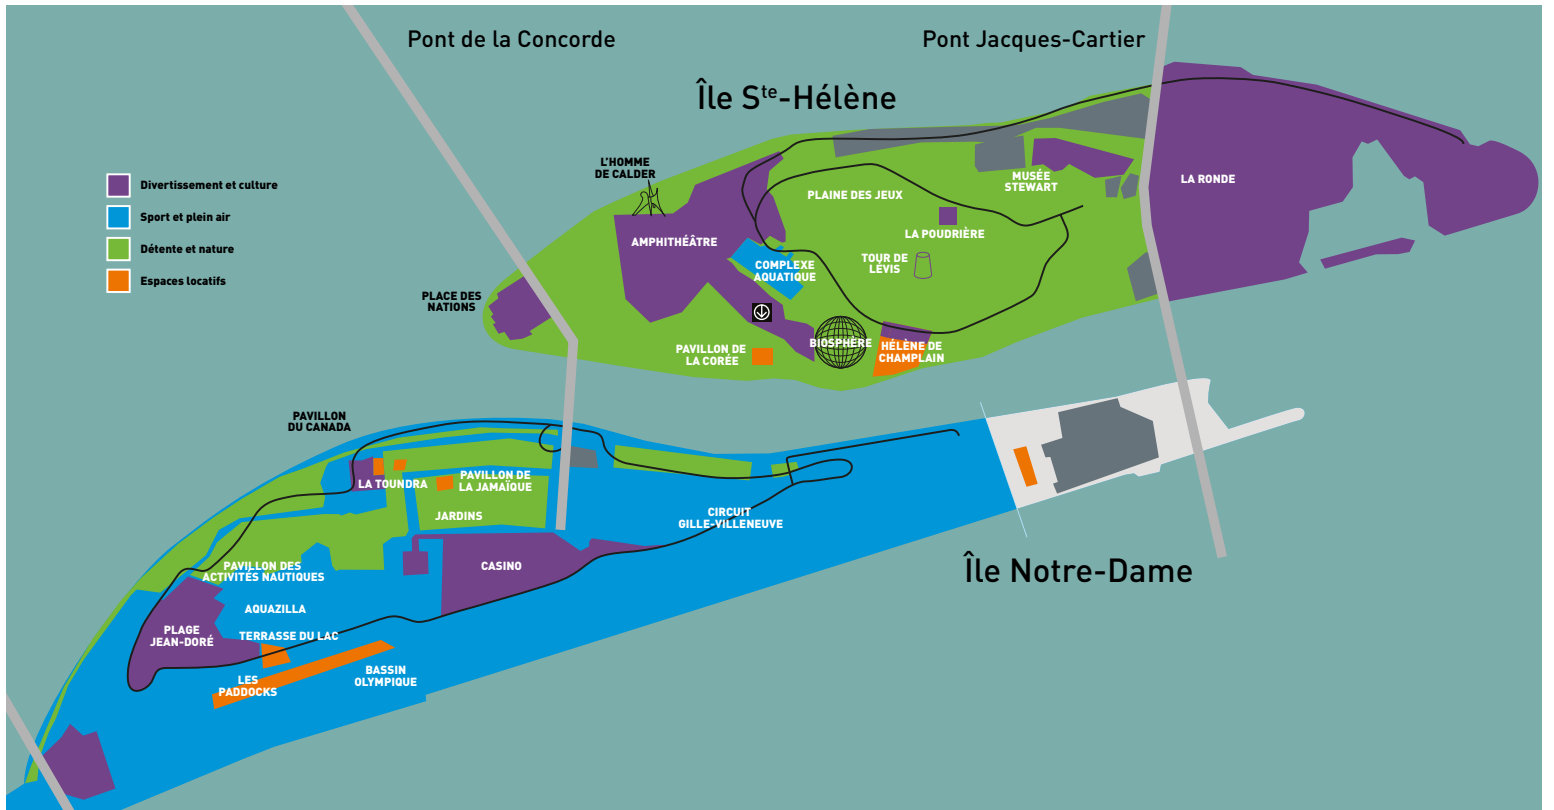 Pont de la Concorde
Pont Jacques-Cartier
Île Sᵗᵉ-Hélène
L'HOMME
DE CALDER
Divertissement et culture
Sport et plein air
Détente et nature
Espaces locatifs
PLAINE DES JEUX
MUSÉE
STEWART
LA RONDE
AMPHITHÉÂTRE
LA POUDRIÈRE
COMPLEXE
AQUATIQUE
TOUR DE
LÉVIS
PLACE DES
NATIONS
PAVILLON DE
LA CORÉE
BIOSPHÈRE
HÉLÈNE DE
CHAMPLAIN
PAVILLON
DU CANADA
LA TOUNDRA
PAVILLON DE
LA JAMAÏQUE
JARDINS
CIRCUIT
GILLE-VILLENEUVE
Île Notre-Dame
PAVILLON DES
ACTIVITÉS NAUTIQUES
CASINO
AQUAZILLA
PLAGE
JEAN-DORÉ
TERRASSE DU LAC
LES
PADDOCKS
BASSIN
OLYMPIQUE